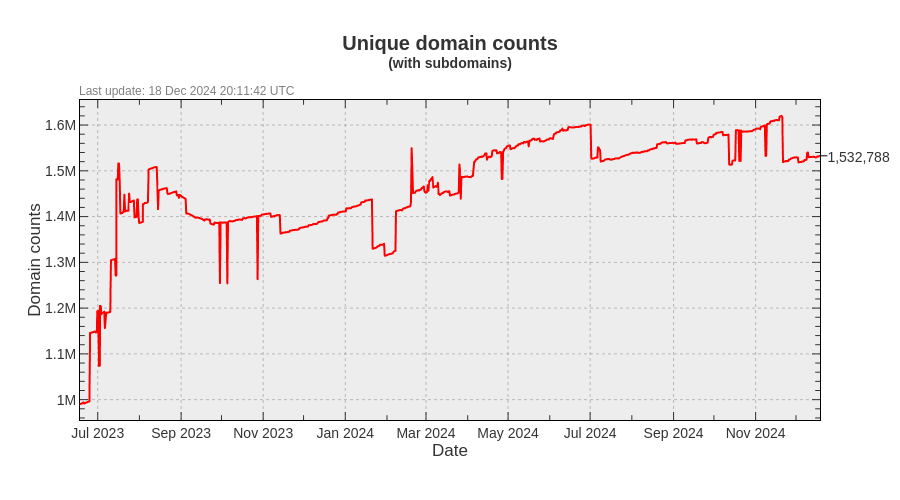 Unique domain counts
(with subdomains)
Last update: 18 Dec 2024 20:11:42 UTC
1.6M
1.5M
1,532,788
1.4M
1.3M
1.2M
1.1M
1M
Domain counts
Jul 2023 Sep 2023 Nov 2023 Jan 2024 Mar 2024 May 2024 Jul 2024 Sep 2024 Nov 2024
Date